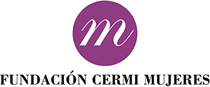 m
FUNDACIÓN CERMI MUJERES